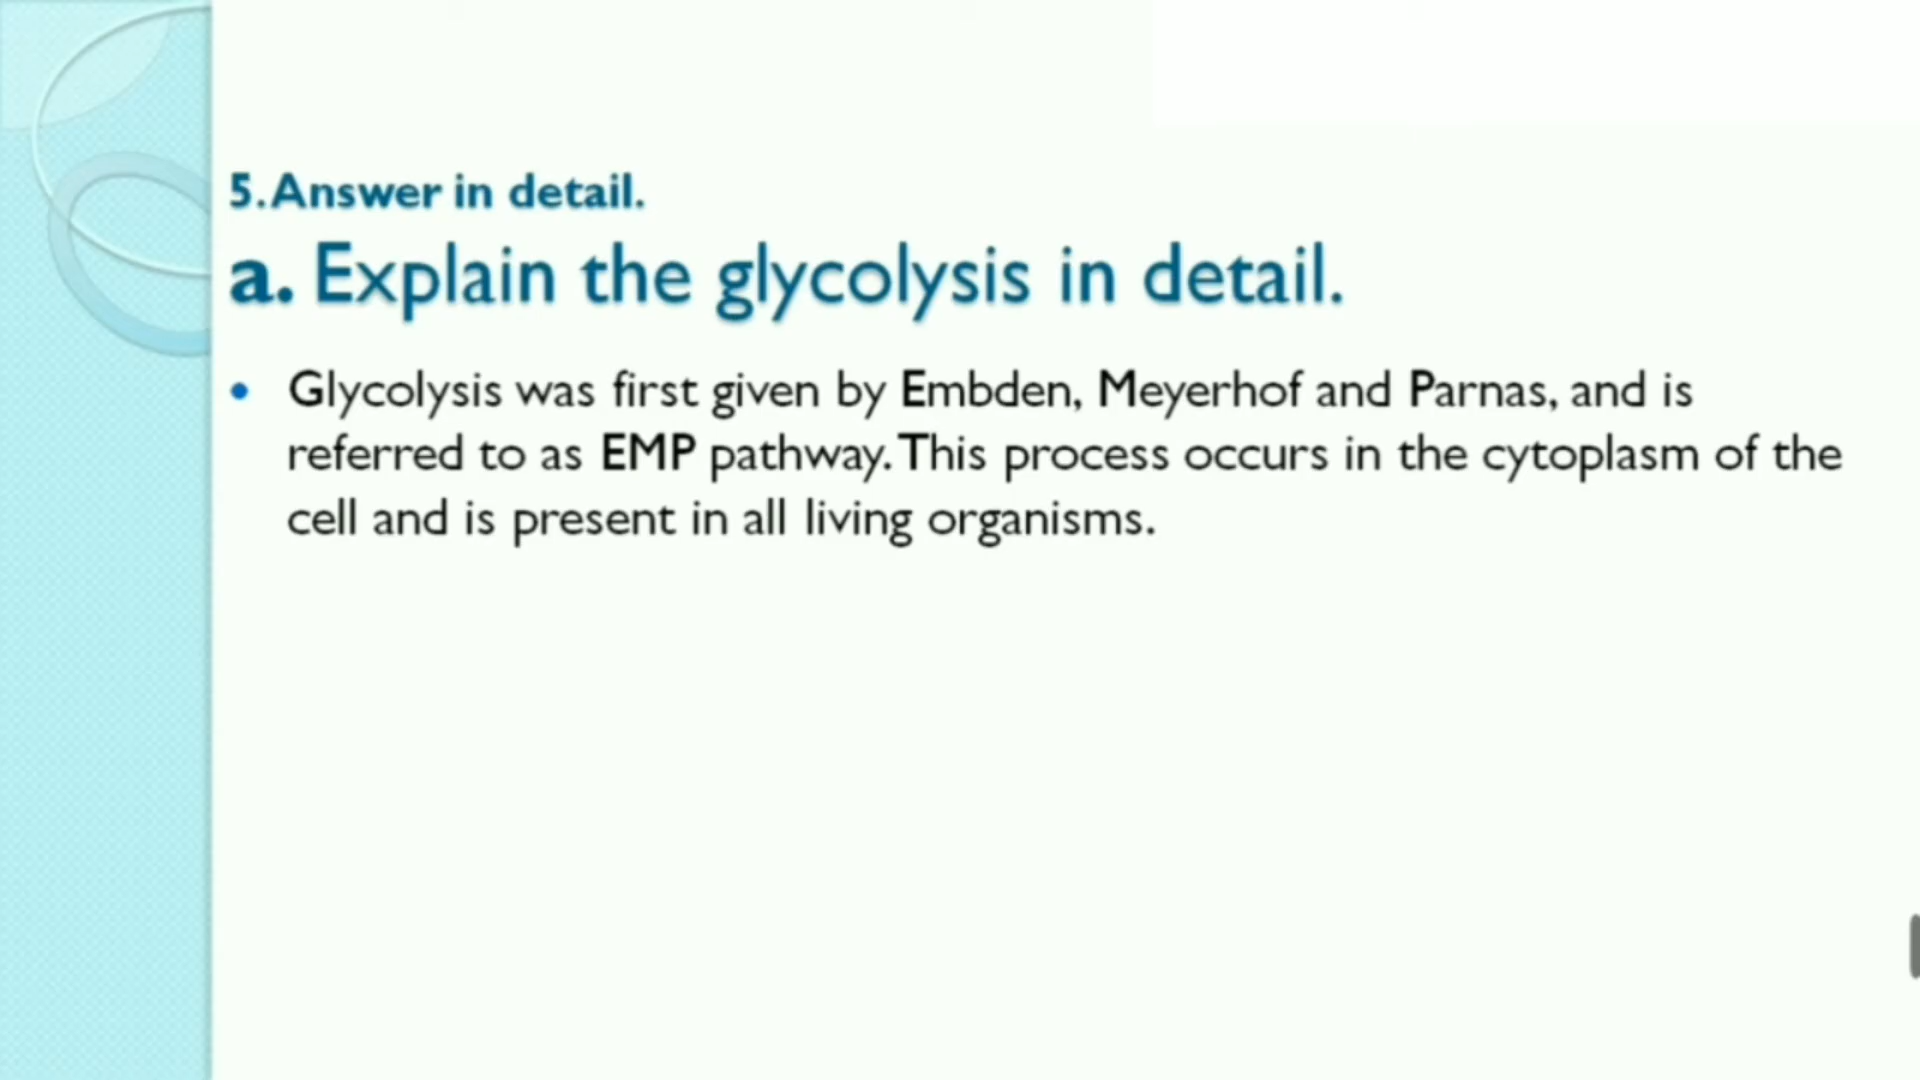 5. Answer in detail.
a. Explain the glycolysis in detail.
• Glycolysis was first given by Embden, Meyerhof and Parnas, and is
referred to as EMP pathway. This process occurs in the cytoplasm of the
cell and is present in all living organisms.